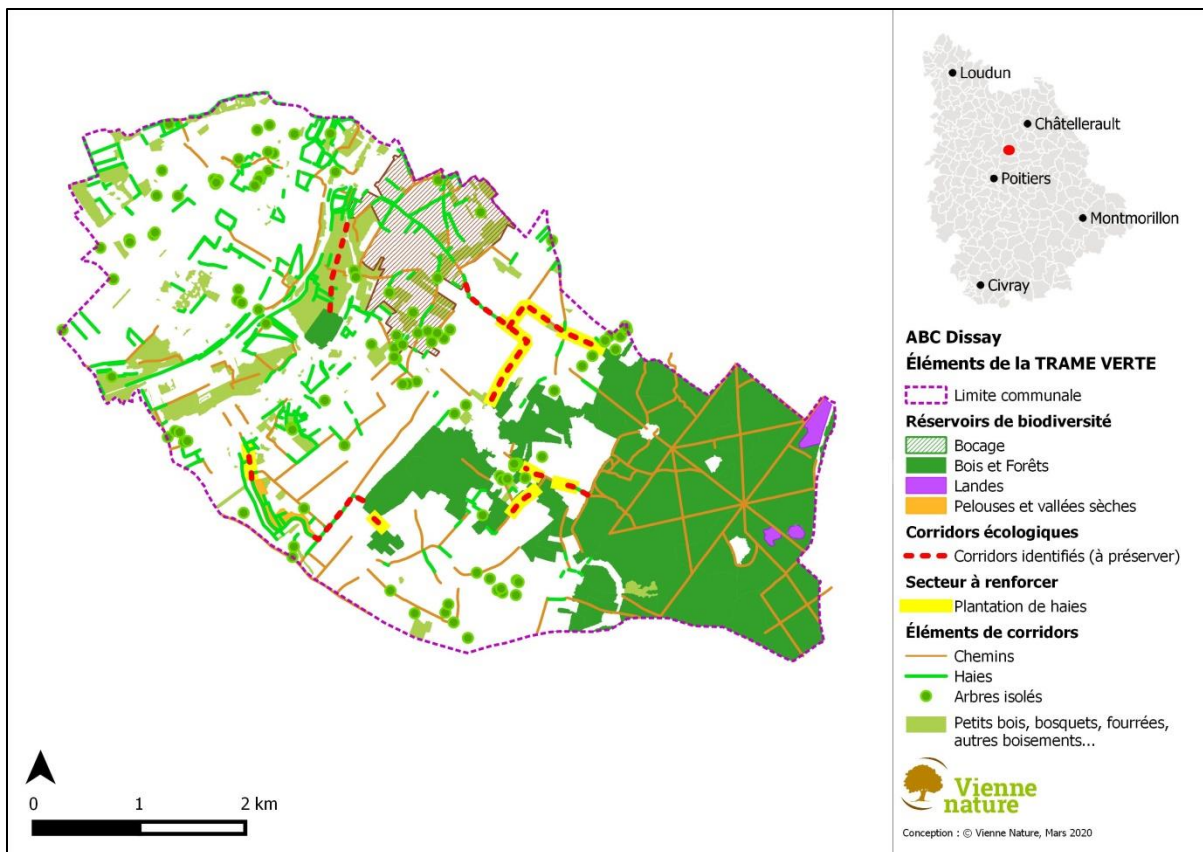 Loudun
Châtellerault
Poitiers
Montmorillon
Civray
ABC Dissay
Éléments de la TRAME VERTE
Limite communale
Réservoirs de biodiversité
Bocage
Bois et Forêts
Landes
Pelouses et vallées sèches
Corridors écologiques
Corridors identifiés (à préserver)
Secteur à renforcer
Plantation de haies
Éléments de corridors
Chemins
Haies
Arbres isolés
Petits bois, bosquets, fourrées,
autres boisements...
Vienne
nature
Conception : © Vienne Nature, Mars 2020
0 1 2 km